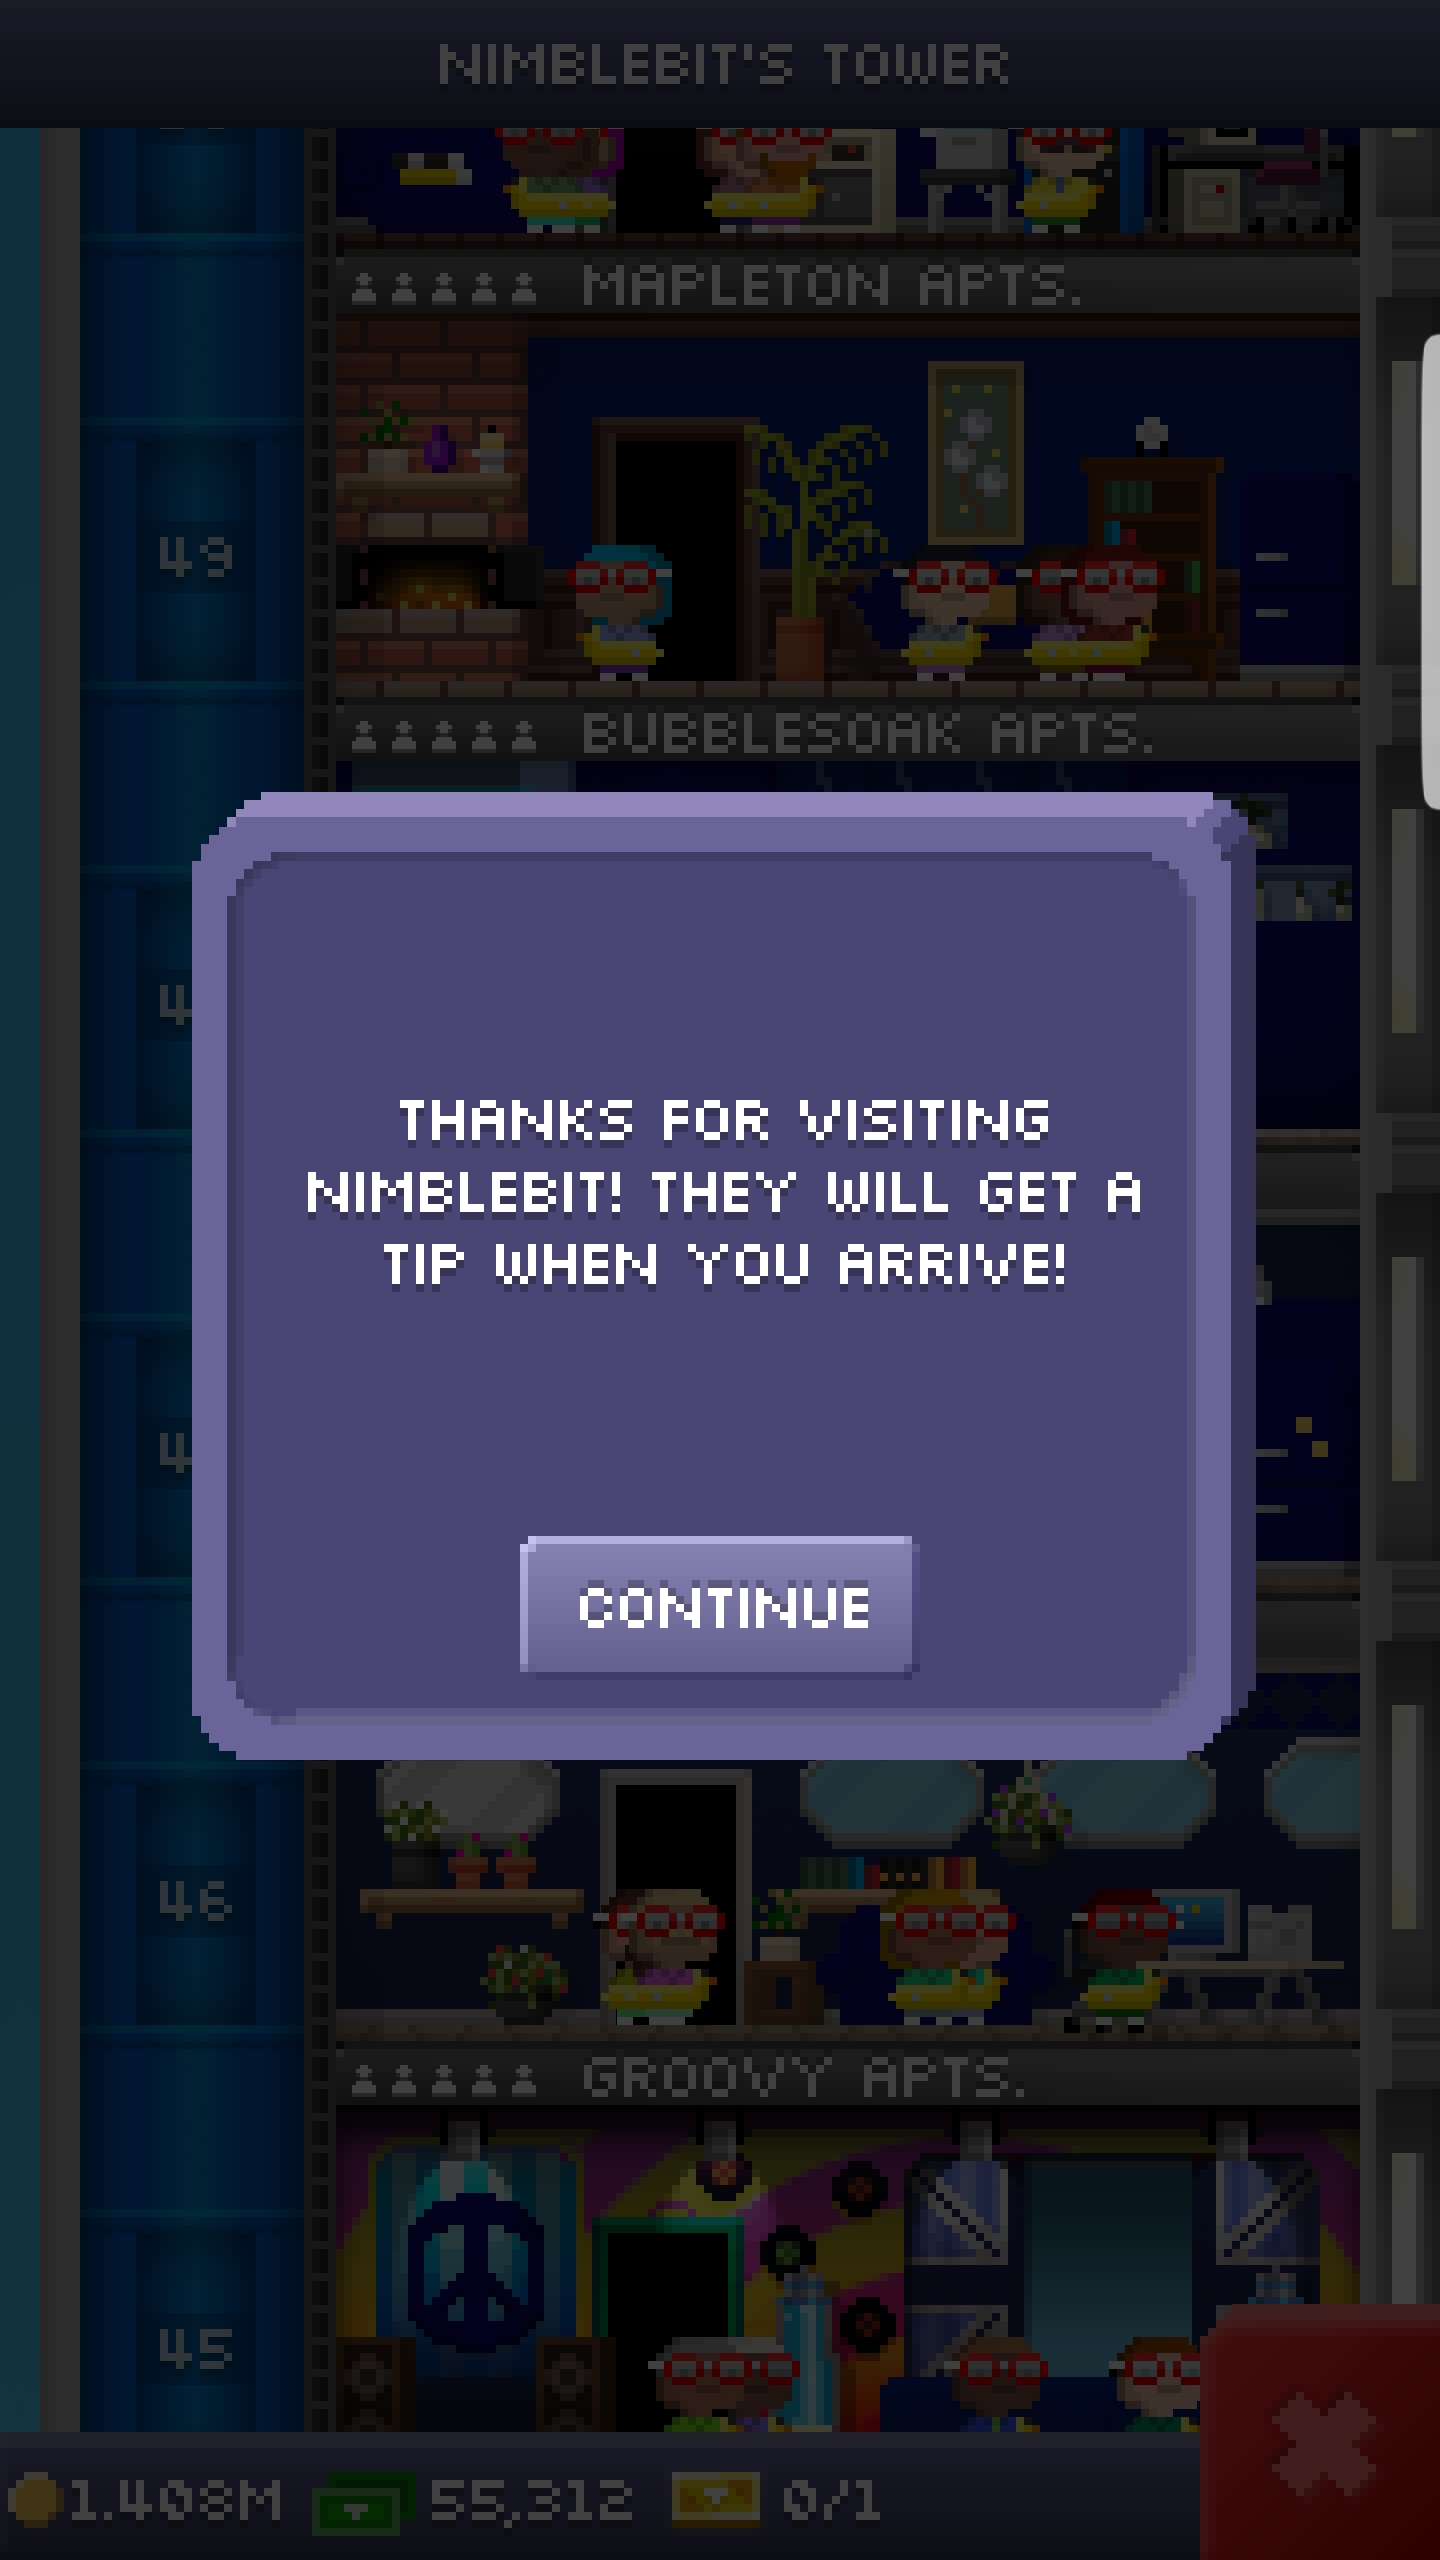 NIMBLEBIT'S TOWER
MAPLETON APTS.
49
BUBBLESOAK APTS.
THANKS FOR VISITING
NIMBLEBIT! THEY WILL GET A
TIP WHEN YOU ARRIVE!
CONTINUE
46
GROOVY APTS.
45
1.408M 55,312 0/1